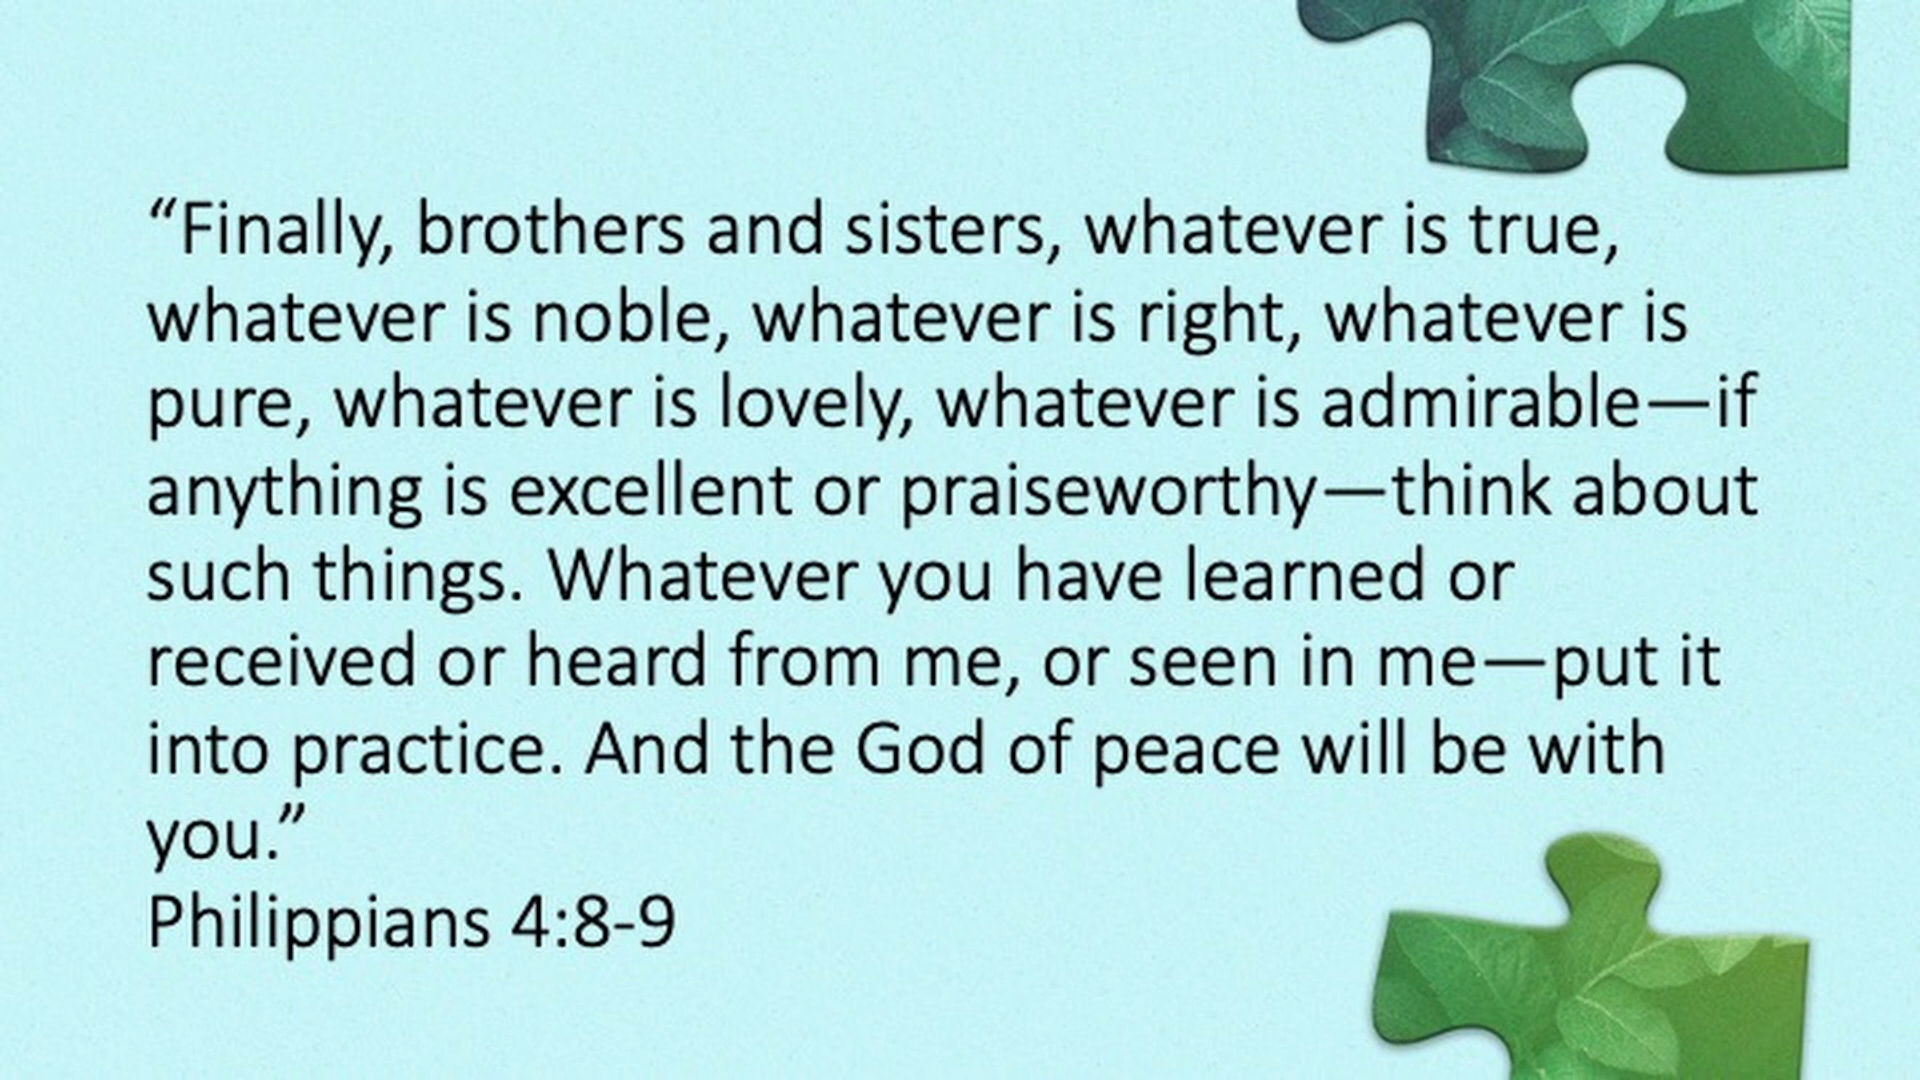 “Finally, brothers and sisters, whatever is true,
whatever is noble, whatever is right, whatever is
pure, whatever is lovely, whatever is admirable—if
anything is excellent or praiseworthy—think about
such things. Whatever you have learned or
received or heard from me, or seen in me—put it
into practice. And the God of peace will be with
you.”
Philippians 4:8-9